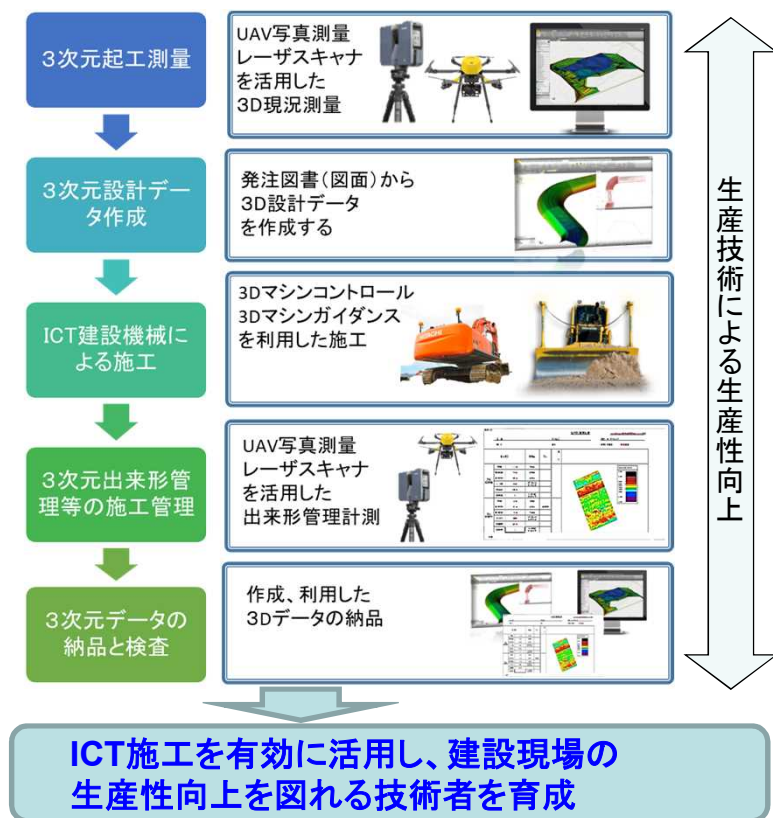 3次元起工測量
UAV写真測量
レーザスキャナ
を活用した
3D現況測量
3次元設計デー
タ作成
発注図書(図面)から
3D設計データ
を作成する
ICT建設機械に
よる施工
3Dマシンコントロール
3Dマシンガイダンス
を利用した施工
HITACHI
3次元出来形管
理等の施工管理
UAV写真測量
レーザスキャナ
を活用した
出来形管理計測
3次元データの
納品と検査
作成、利用した
3Dデータの納品
生産技術による生産性向上
ICT施工を有効に活用し、建設現場の
生産性向上を図れる技術者を育成